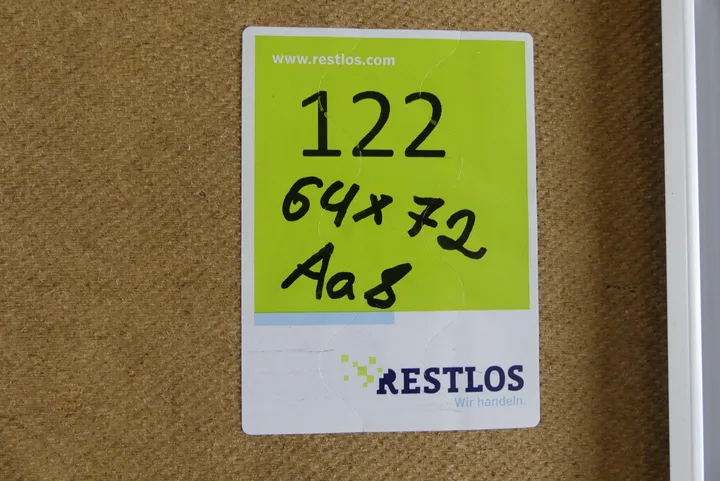 www.restlos.com
122
64x72
Aa8
RESTLOS
Wir handeln.